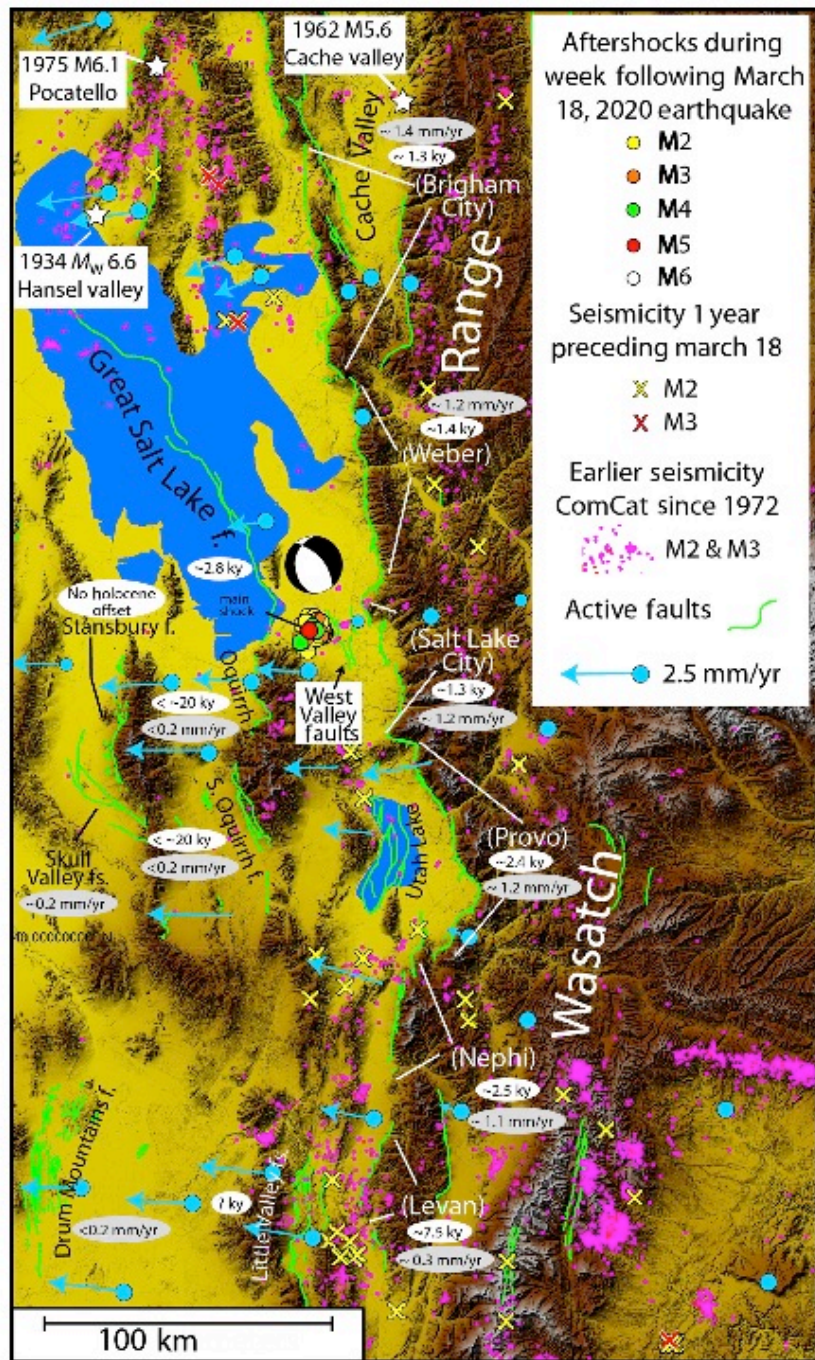 1975 M6.1
Pocatello
1962 M5.6
Cache valley
~ 1.4 mm/yr
~ 1.3 ky
Cache Valley
(Brigham
City)
1934 Mw 6.6
Hansel valley
Range
Great Salt Lake f.
~ 1.2 mm/yr
~1.4 ky
(Weber)
~2.8 ky
No holocene
offset
Stansbury f.
main
shock
(Salt Lake
City)
~1.3 ky
~ 1.2 mm/yr
Oquirrh
West
Valley
faults
< ~20 ky
<0.2 mm/yr
S. Oquirrh f.
Utah Lake
(Provo)
~2.4 ky
~ 1.2 mm/yr
< ~20 ky
<0.2 mm/yr
Skull
Valley fs.
~0.2 mm/yr
Wasatch
(Nephi)
~2.5 ky
~ 1.1 mm/yr
Drum Mountains f.
<0.2 mm/yr
Little Valley f.
(Levan)
~7.5 ky
~ 0.3 mm/yr
100 km
Aftershocks during
week following March
18, 2020 earthquake
M2
M3
M4
M5
M6
Seismicity 1 year
preceding march 18
M2
M3
Earlier seismicity
ComCat since 1972
M2 & M3
Active faults
2.5 mm/yr